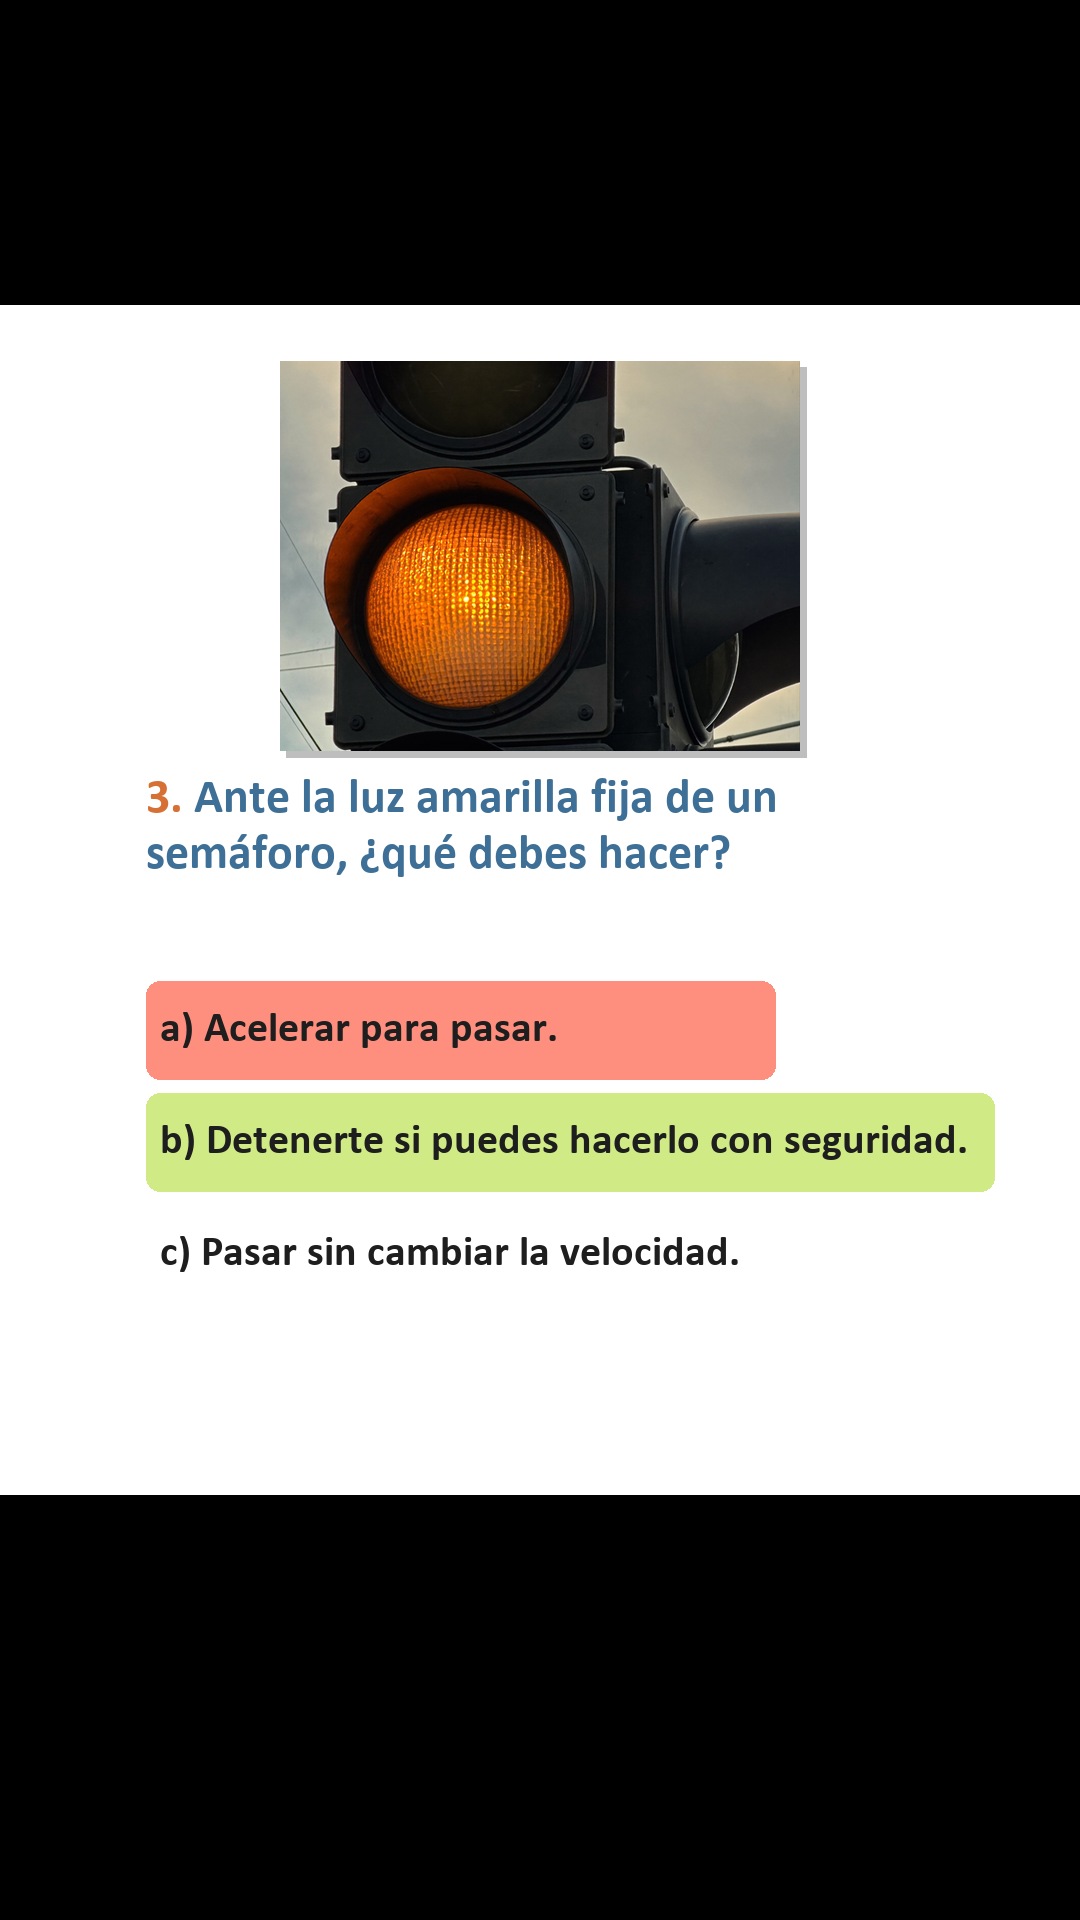 3. Ante la luz amarilla fija de un
semáforo, ¿qué debes hacer?
a) Acelerar para pasar.
b) Detenerte si puedes hacerlo con seguridad.
c) Pasar sin cambiar la velocidad.